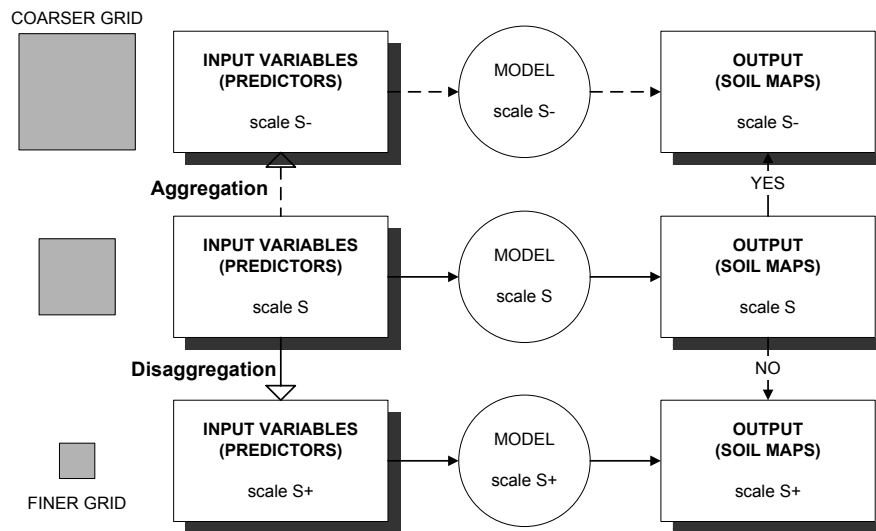 COARSER GRID
INPUT VARIABLES
(PREDICTORS)
scale S-
MODEL
scale S-
OUTPUT
(SOIL MAPS)
scale S-
Aggregation
YES
INPUT VARIABLES
(PREDICTORS)
scale S
MODEL
scale S
OUTPUT
(SOIL MAPS)
scale S
Disaggregation
NO
INPUT VARIABLES
(PREDICTORS)
scale S+
MODEL
scale S+
OUTPUT
(SOIL MAPS)
scale S+
FINER GRID